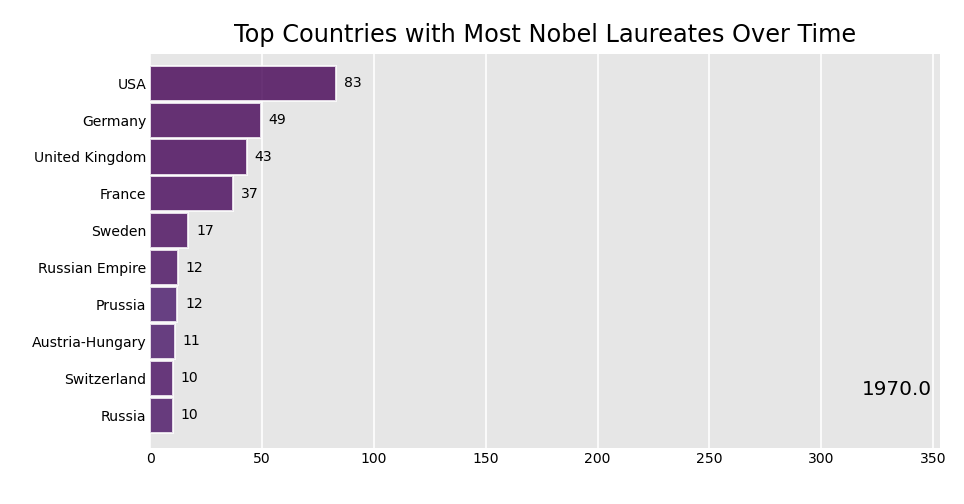 Top Countries with Most Nobel Laureates Over Time
USA 83
Germany 49
United Kingdom 43
France 37
Sweden 17
Russian Empire 12
Prussia 12
Austria-Hungary 11
Switzerland 10
1970.0
Russia 10
0 50 100 150 200 250 300 350